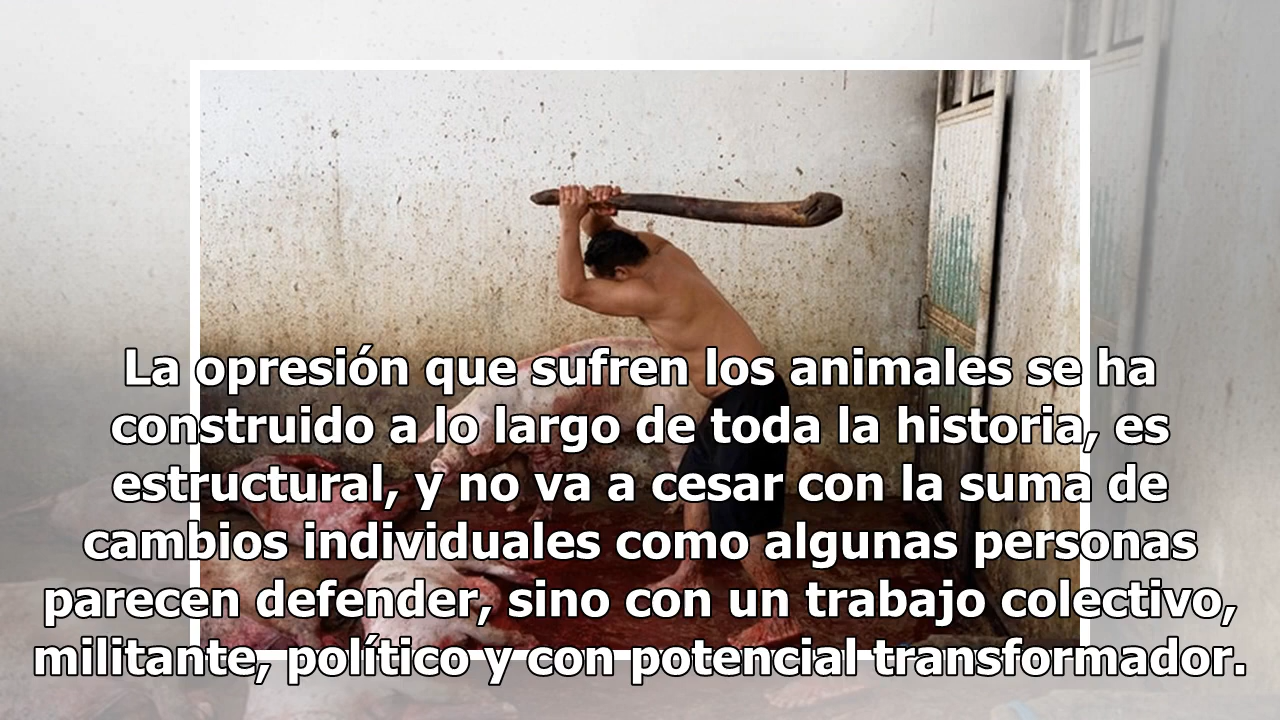 La opresión que sufren los animales se ha
construido a lo largo de toda la historia, es
estructural, y no va a cesar con la suma de
cambios individuales como algunas personas
parecen defender, sino con un trabajo colectivo,
militante, político y con potencial transformador.